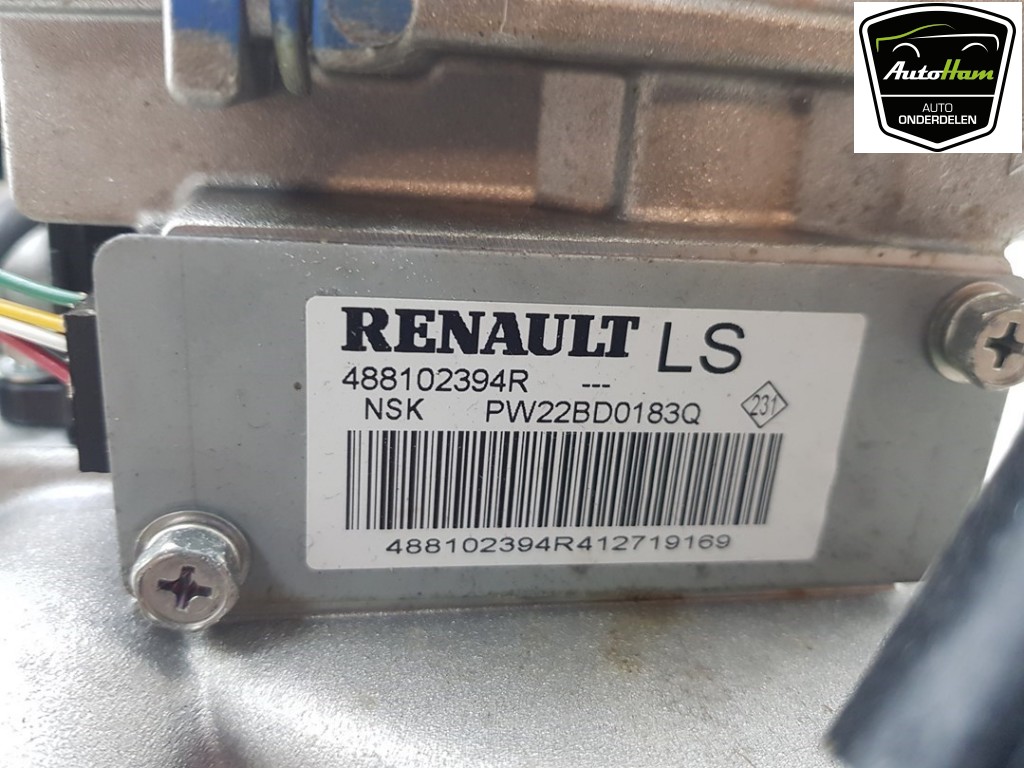 AutoHam
AUTO
ONDERDELEN
RENAULT LS
488102394R ---
NSK PW22BD0183Q 231
488102394R412719169